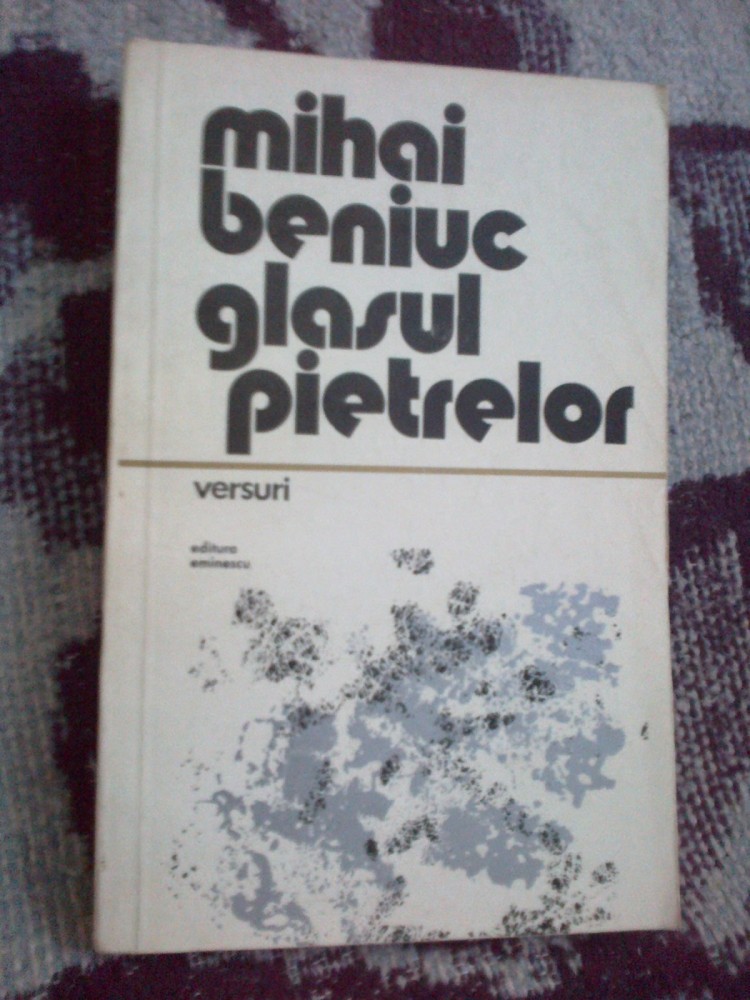 mihai
beniuc
glasul
pietrelor
versuri
editura
eminescu